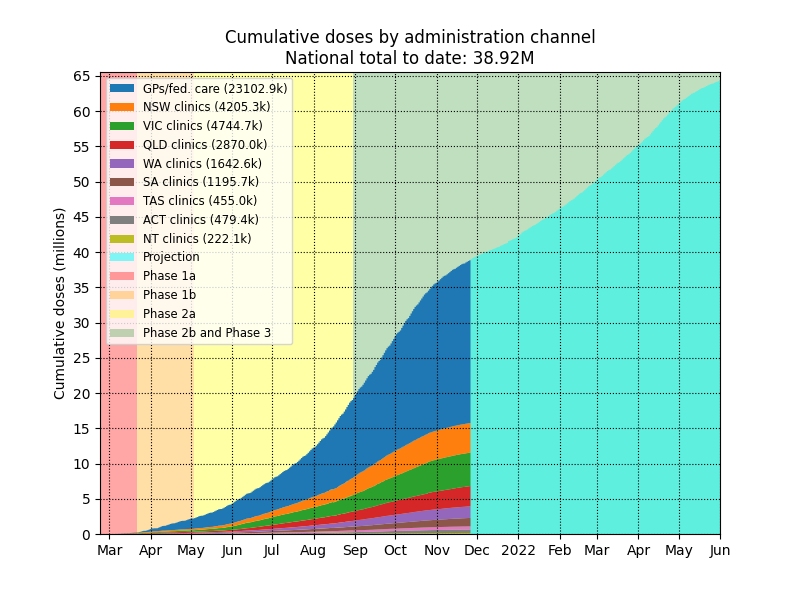 Cumulative doses by administration channel
National total to date: 38.92M
Cumulative doses (millions)
65
60
55
50
45
40
35
30
25
20
15
10
5
0
GPs/fed. care (23102.9k)
NSW clinics (4205.3k)
VIC clinics (4744.7k)
QLD clinics (2870.0k)
WA clinics (1642.6k)
SA clinics (1195.7k)
TAS clinics (455.0k)
ACT clinics (479.4k)
NT clinics (222.1k)
Projection
Phase 1a
Phase 1b
Phase 2a
Phase 2b and Phase 3
Mar Apr May Jun Jul Aug Sep Oct Nov Dec 2022 Feb Mar Apr May Jun